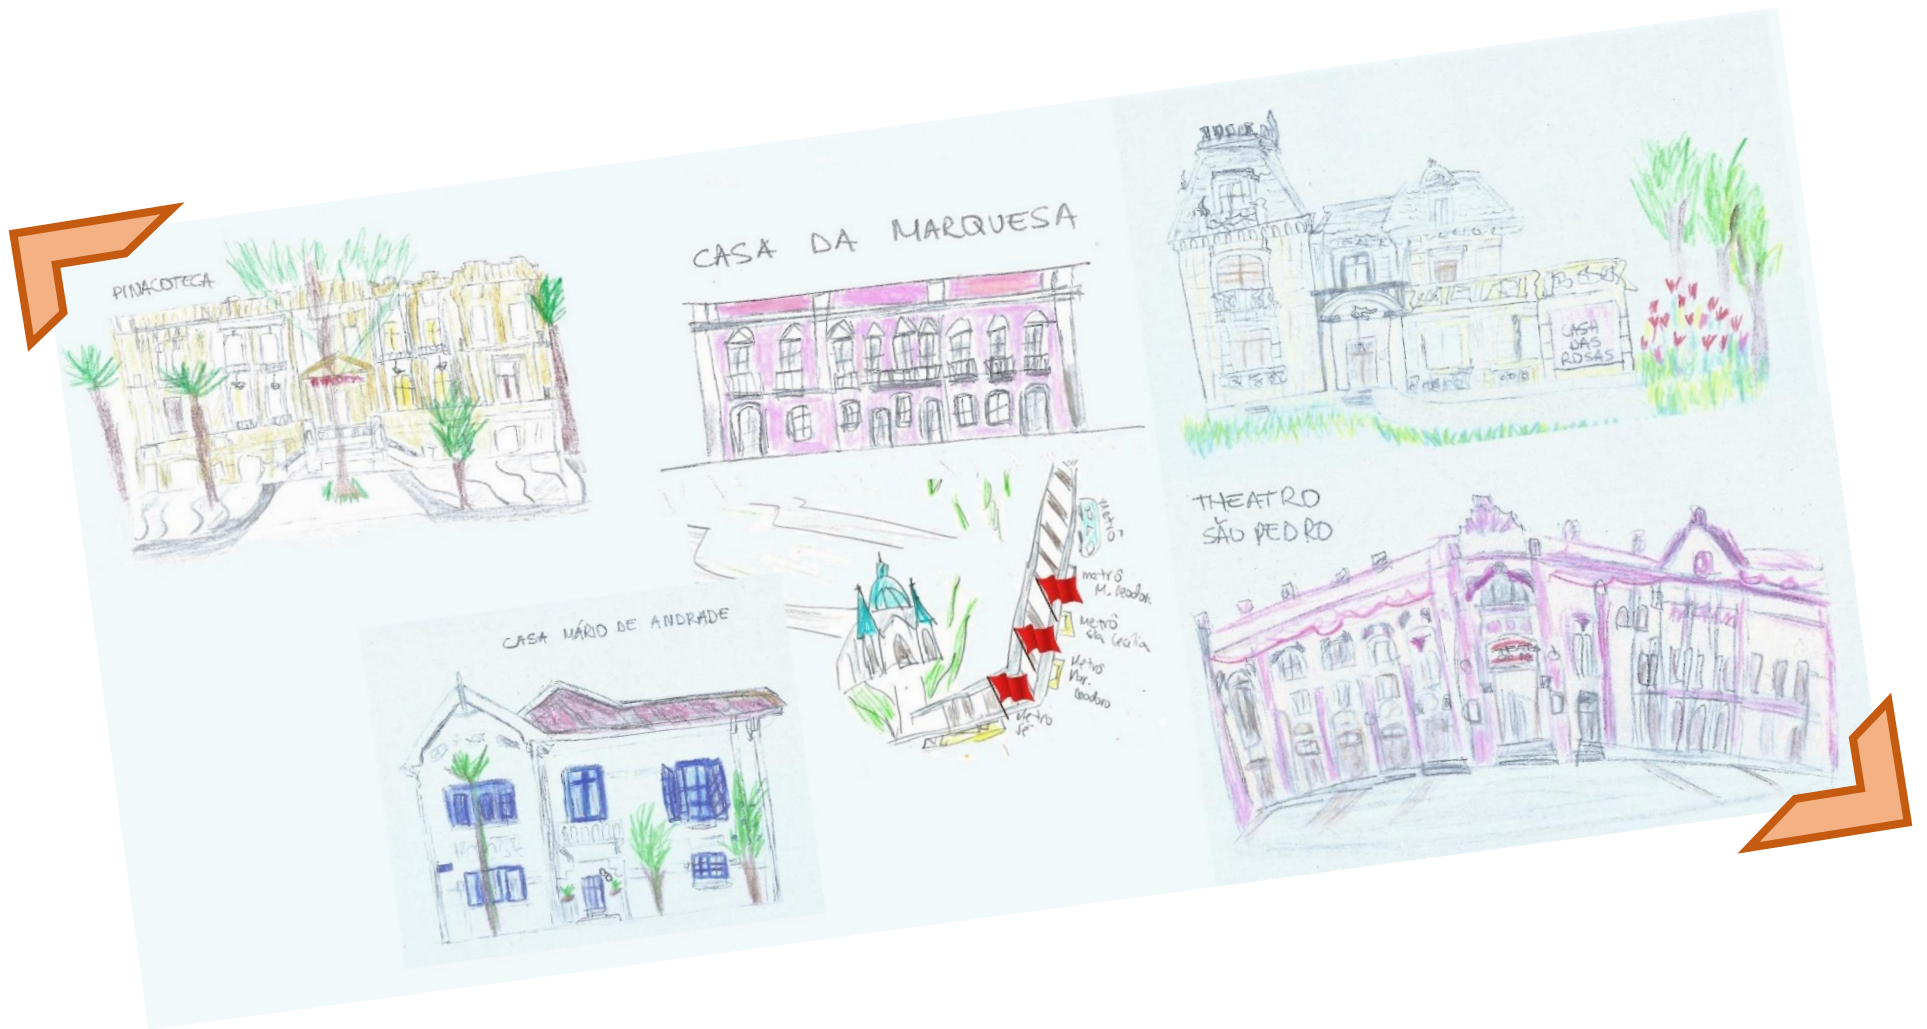 PINACOTECA
CASA DA MARQUESA
CASA
DAS
ROSAS
THEATRO
SÃO PEDRO
CASA MÁRIO DE ANDRADE
metrô
M. Deodoro
Metrô
Sta Cecília
Metrô
Mar.
Deodoro
Metrô
Sé